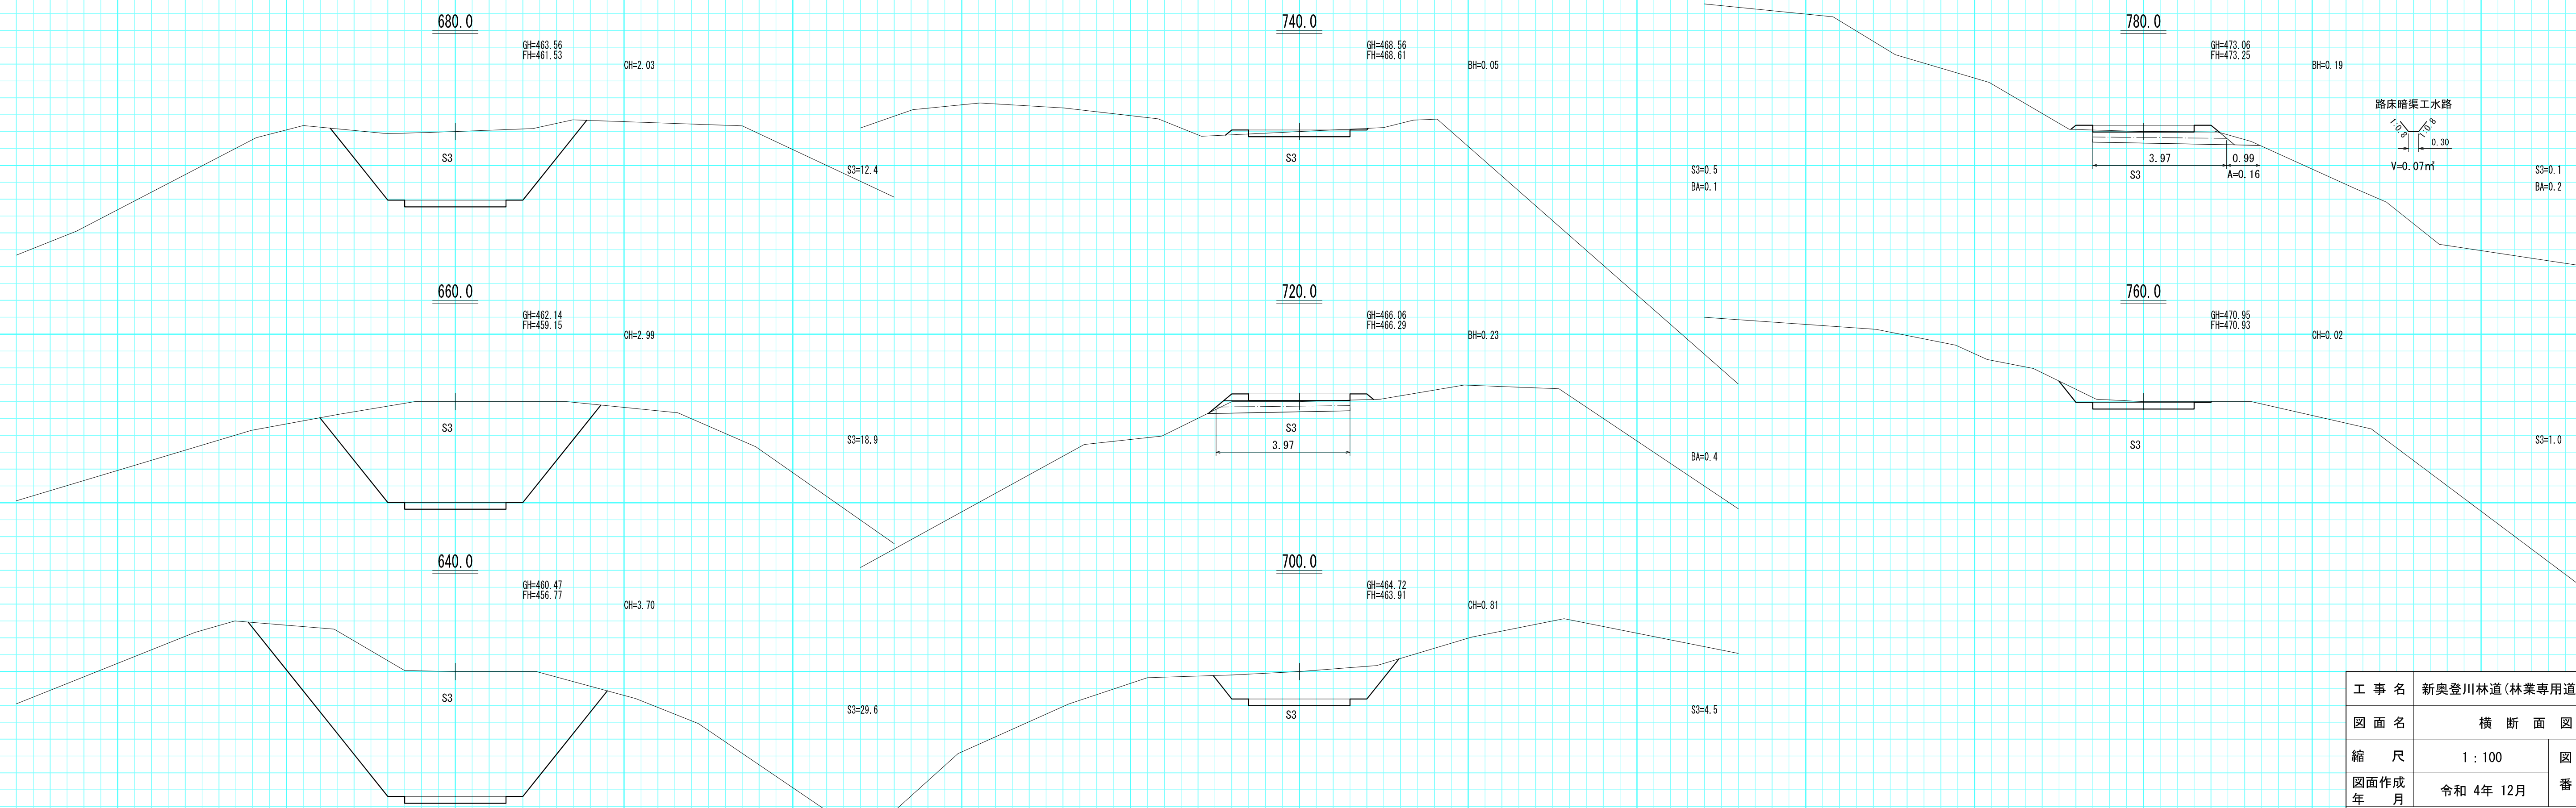 680.0
GH=463.56
FH=461.53
CH=2.03
S3
S3=12.4
740.0
GH=468.56
FH=468.61
BH=0.05
S3
S3=0.5
BA=0.1
780.0
GH=473.06
FH=473.25
BH=0.19
路床暗渠工水路
1:0.8
1:0.8
0.30
V=0.07㎡
3.97
0.99
S3
A=0.16
S3=0.1
BA=0.2
660.0
GH=462.14
FH=459.15
CH=2.99
S3
S3=18.9
720.0
GH=466.06
FH=466.29
BH=0.23
S3
3.97
BA=0.4
760.0
GH=470.95
FH=470.93
CH=0.02
S3
S3=1.0
640.0
GH=460.47
FH=456.77
CH=3.70
S3
S3=29.6
700.0
GH=464.72
FH=463.91
CH=0.81
S3
S3=4.5
工事名 新奥登川林道(林業専用道
図面名 横断面図
縮尺 1:100 図
図面作成
年月 令和 4年 12月 番